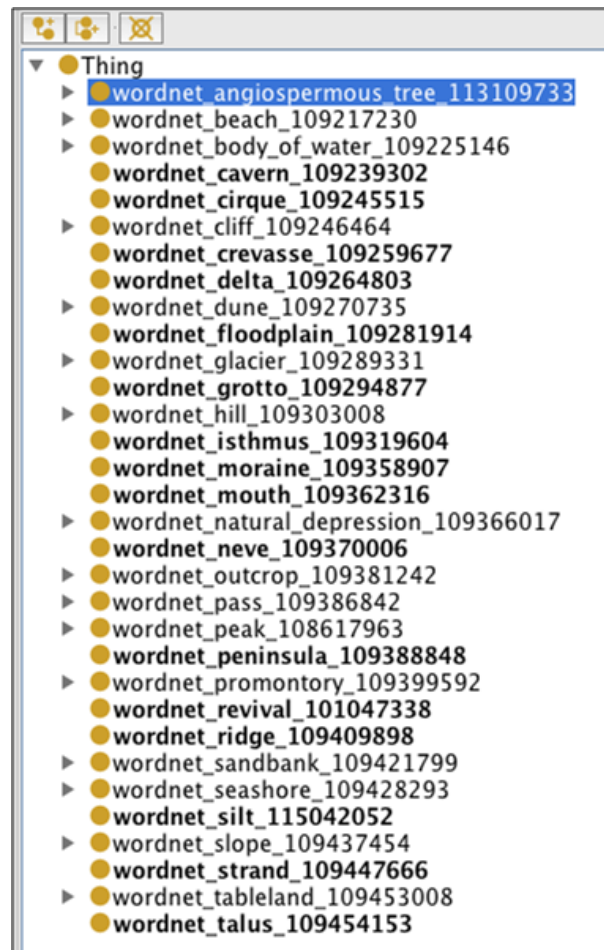 Thing
wordnet_angiospermous_tree_113109733
wordnet_beach_109217230
wordnet_body_of_water_109225146
wordnet_cavern_109239302
wordnet_cirque_109245515
wordnet_cliff_109246464
wordnet_crevasse_109259677
wordnet_delta_109264803
wordnet_dune_109270735
wordnet_floodplain_109281914
wordnet_glacier_109289331
wordnet_grotto_109294877
wordnet_hill_109303008
wordnet_isthmus_109319604
wordnet_moraine_109358907
wordnet_mouth_109362316
wordnet_natural_depression_109366017
wordnet_neve_109370006
wordnet_outcrop_109381242
wordnet_pass_109386842
wordnet_peak_108617963
wordnet_peninsula_109388848
wordnet_promontory_109399592
wordnet_revival_101047338
wordnet_ridge_109409898
wordnet_sandbank_109421799
wordnet_seashore_109428293
wordnet_silt_115042052
wordnet_slope_109437454
wordnet_strand_109447666
wordnet_tableland_109453008
wordnet_talus_109454153